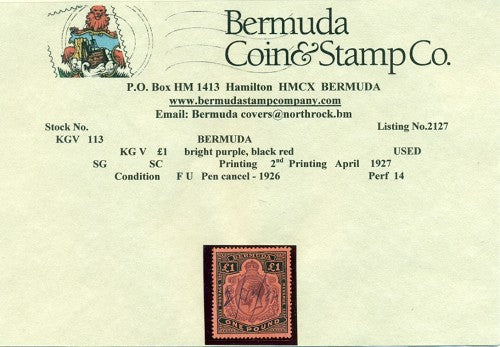 Bermuda
Coin & Stamp Co.
P.O. Box HM 1413 Hamilton HMCX BERMUDA
www.bermudastampcompany.com
Email: Bermuda covers@northrock.bm
Stock No. Listing No.2127
KGV 113 BERMUDA
KG V £1 bright purple, black red USED
SG SC Printing 2nd Printing April 1927
Condition F U Pen cancel - 1926 Perf 14
BERMUDA
£1 £1
ONE POUND